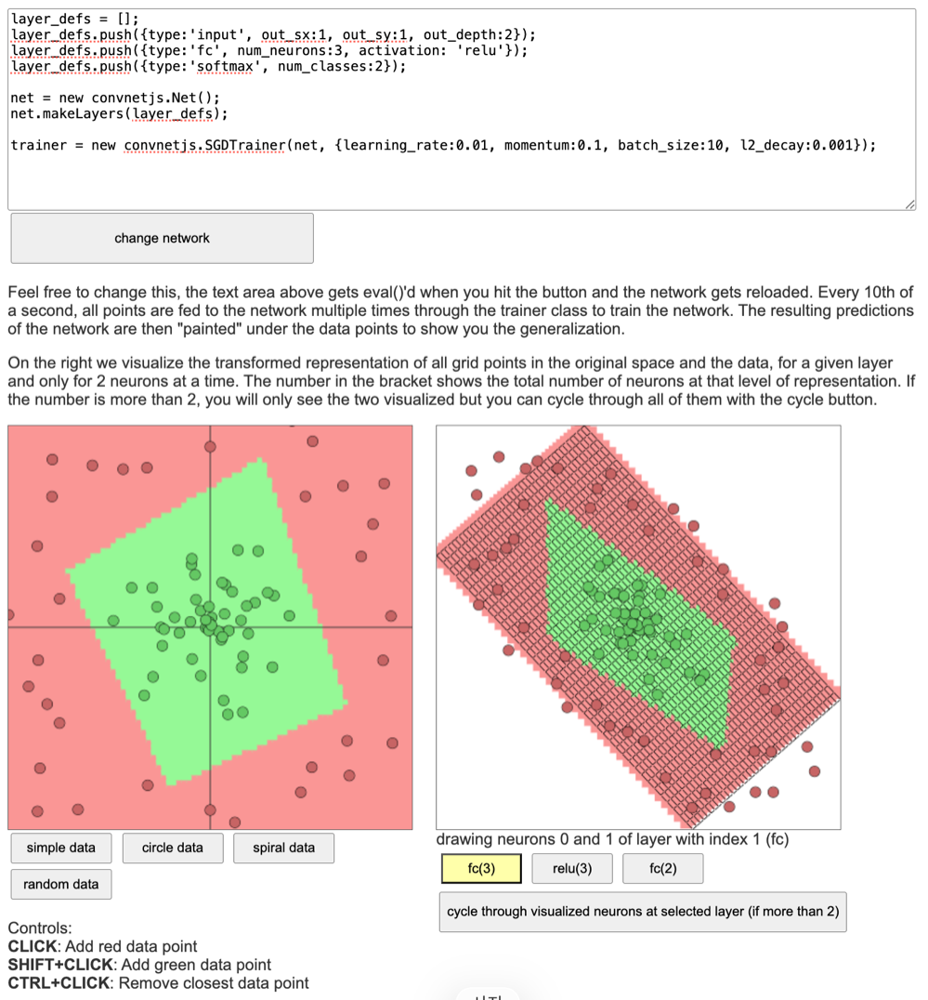 layer_defs = [];
layer_defs.push({type:'input', out_sx:1, out_sy:1, out_depth:2});
layer_defs.push({type:'fc', num_neurons:3, activation: 'relu'});
layer_defs.push({type:'softmax', num_classes:2});
net = new convnetjs.Net();
net.makeLayers(layer_defs);
trainer = new convnetjs.SGDTrainer(net, {learning_rate:0.01, momentum:0.1, batch_size:10, l2_decay:0.001});
change network
Feel free to change this, the text area above gets eval()'d when you hit the button and the network gets reloaded. Every 10th of
a second, all points are fed to the network multiple times through the trainer class to train the network. The resulting predictions
of the network are then "painted" under the data points to show you the generalization.
On the right we visualize the transformed representation of all grid points in the original space and the data, for a given layer
and only for 2 neurons at a time. The number in the bracket shows the total number of neurons at that level of representation. If
the number is more than 2, you will only see the two visualized but you can cycle through all of them with the cycle button.
simple data
circle data
spiral data
random data
drawing neurons 0 and 1 of layer with index 1 (fc)
fc(3)
relu(3)
fc(2)
cycle through visualized neurons at selected layer (if more than 2)
Controls:
CLICK: Add red data point
SHIFT+CLICK: Add green data point
CTRL+CLICK: Remove closest data point